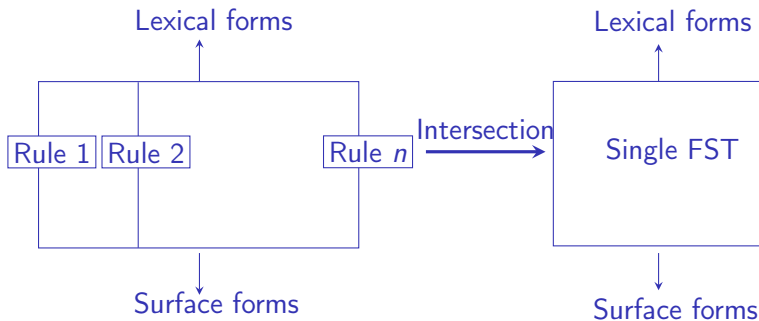 Lexical forms
Rule 1
Rule 2
Rule n
Surface forms
Intersection
Lexical forms
Single FST
Surface forms